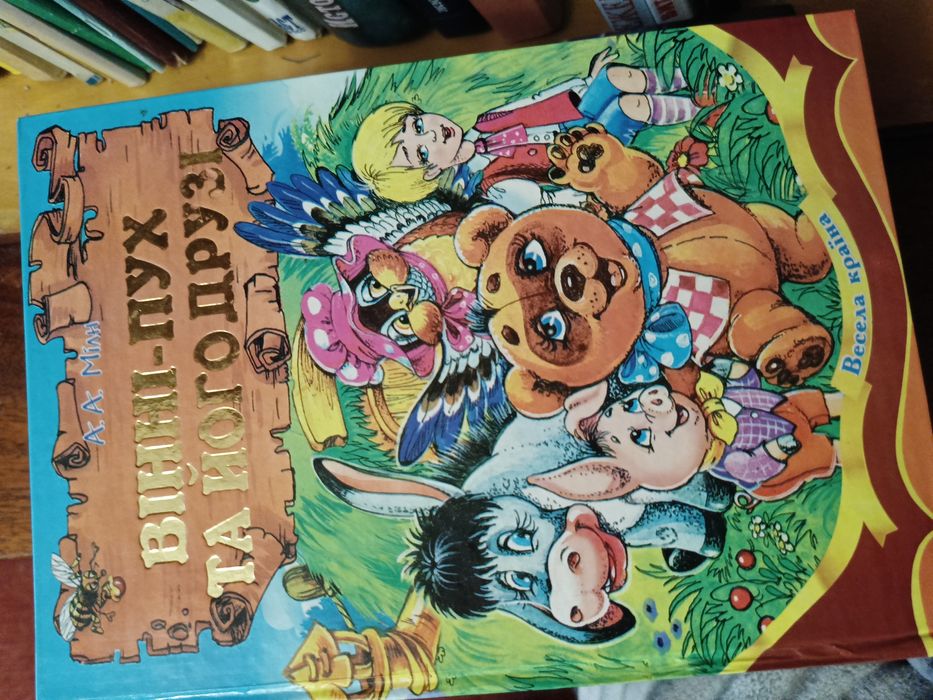 А. А. Мілн
ВІННІ-ПУХ
ТА ЙОГО ДРУЗІ
Весела країна